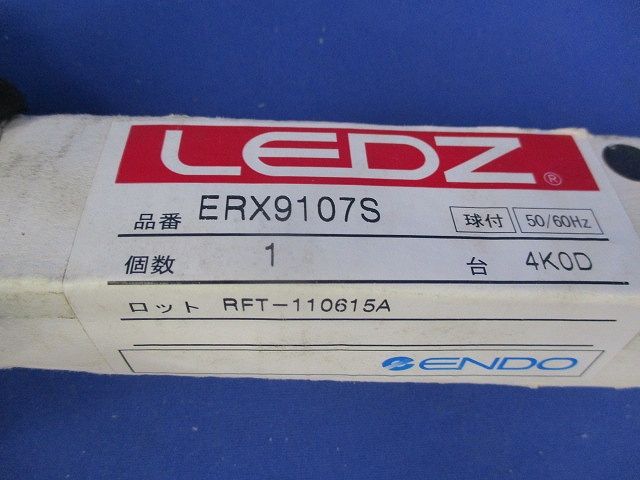 LEDZ®
品番 ERX9107S 球付 50/60Hz
個数 1 台 4K0D
ロット RFT-110615A
ENDO